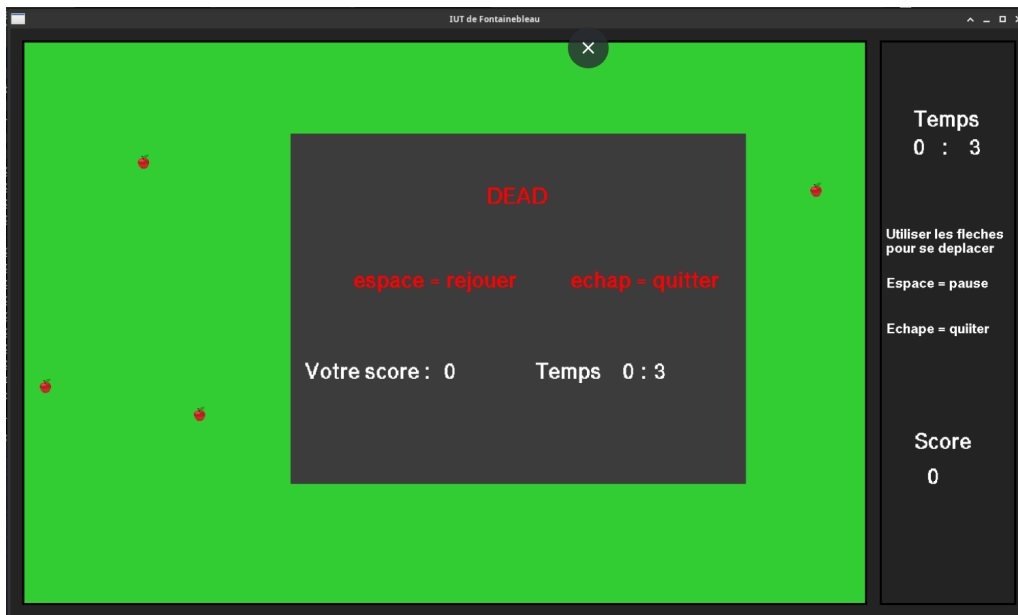 IUT de Fontainebleau
DEAD
espace = rejouer echap = quitter
Votre score : 0 Temps 0 : 3
Temps
0 : 3
Utiliser les fleches
pour se deplacer
Espace = pause
Echape = quiiter
Score
0